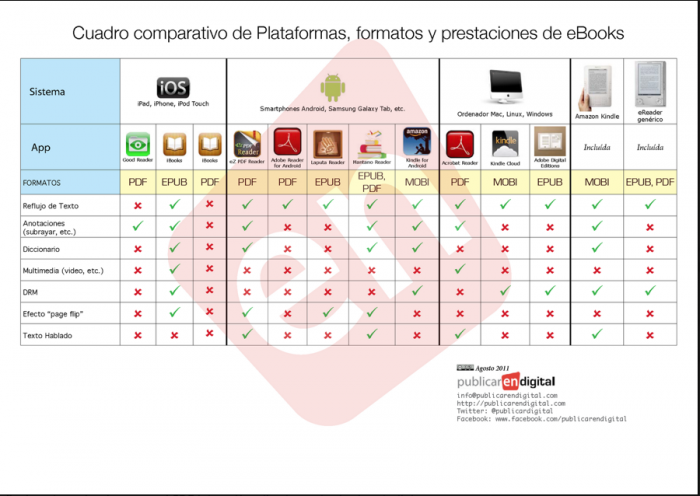 Cuadro comparativo de Plataformas, formatos y prestaciones de eBooks
Sistema
iOS
iPad, iPhone, iPod Touch
Smartphones Android, Samsung Galaxy Tab, etc.
Ordenador Mac, Linux, Windows
Amazon Kindle
eReader
genérico
App
Good Reader
iBooks
iBooks
eZ PDF Reader
Adobe Reader
for Android
Laputa Reader
Mantano Reader
amazon
Kindle for
Android
Acrobat Reader
kindle
Kindle Cloud
Adobe Digital
Editions
Incluída
Incluída
FORMATOS PDF EPUB PDF PDF PDF EPUB EPUB, PDF MOBI PDF MOBI EPUB MOBI EPUB, PDF
Reflujo de Texto ✗ ✓ ✗ ✓ ✓ ✓ ✓ ✓ ✓ ✓ ✓ ✓ ✓
Anotaciones
(subrayar, etc.) ✓ ✓ ✗ ✓ ✗ ✗ ✓ ✓ ✓ ✗ ✗ ✓ ✗
Diccionario ✗ ✓ ✗ ✓ ✗ ✗ ✓ ✓ ✗ ✗ ✗ ✓ ✗
Multimedia (video, etc.) ✗ ✓ ✗ ✗ ✗ ✗ ✗ ✗ ✓ ✗ ✗ ✗ ✗
DRM ✗ ✓ ✗ ✗ ✗ ✗ ✗ ✓ ✗ ✓ ✓ ✓ ✓
Efecto "page flip" ✗ ✓ ✗ ✓ ✗ ✓ ✓ ✗ ✗ ✗ ✗ ✗ ✗
Texto Hablado ✗ ✗ ✗ ✓ ✗ ✗ ✓ ✗ ✓ ✗ ✗ ✓ ✗
en
Agosto 2011
publicarendigital
info@publicarendigital.com
http://publicarendigital.com
Twitter: @publicardigital
Facebook: www.facebook.com/publicarendigital